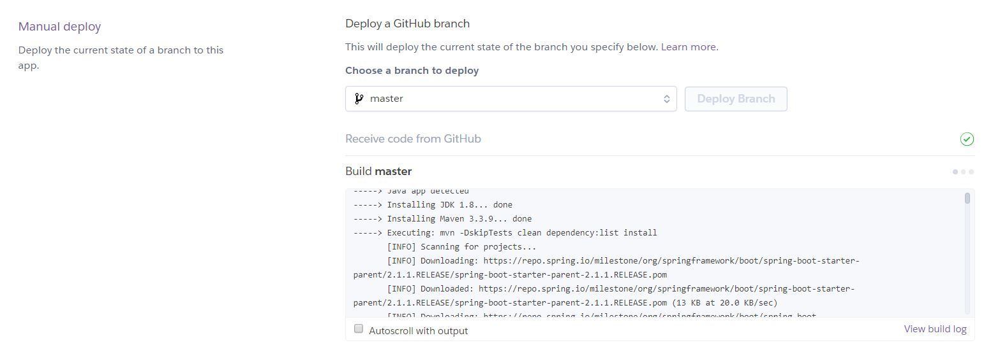 Manual deploy
Deploy the current state of a branch to this
app.
Deploy a GitHub branch
This will deploy the current state of the branch you specify below. Learn more.
Choose a branch to deploy
master
Deploy Branch
Receive code from GitHub
Build master
-----> Java app detected
-----> Installing JDK 1.8... done
-----> Installing Maven 3.3.9... done
-----> Executing: mvn -DskipTests clean dependency:list install
[INFO] Scanning for projects...
[INFO] Downloading: https://repo.spring.io/milestone/org/springframework/boot/spring-boot-starter-
parent/2.1.1.RELEASE/spring-boot-starter-parent-2.1.1.RELEASE.pom
[INFO] Downloaded: https://repo.spring.io/milestone/org/springframework/boot/spring-boot-starter-
parent/2.1.1.RELEASE/spring-boot-starter-parent-2.1.1.RELEASE.pom (13 KB at 20.0 KB/sec)
[INFO] Downloading: https://repo.spring.io/milestone/org/springframework/boot/spring-boot-
Autoscroll with output
View build log